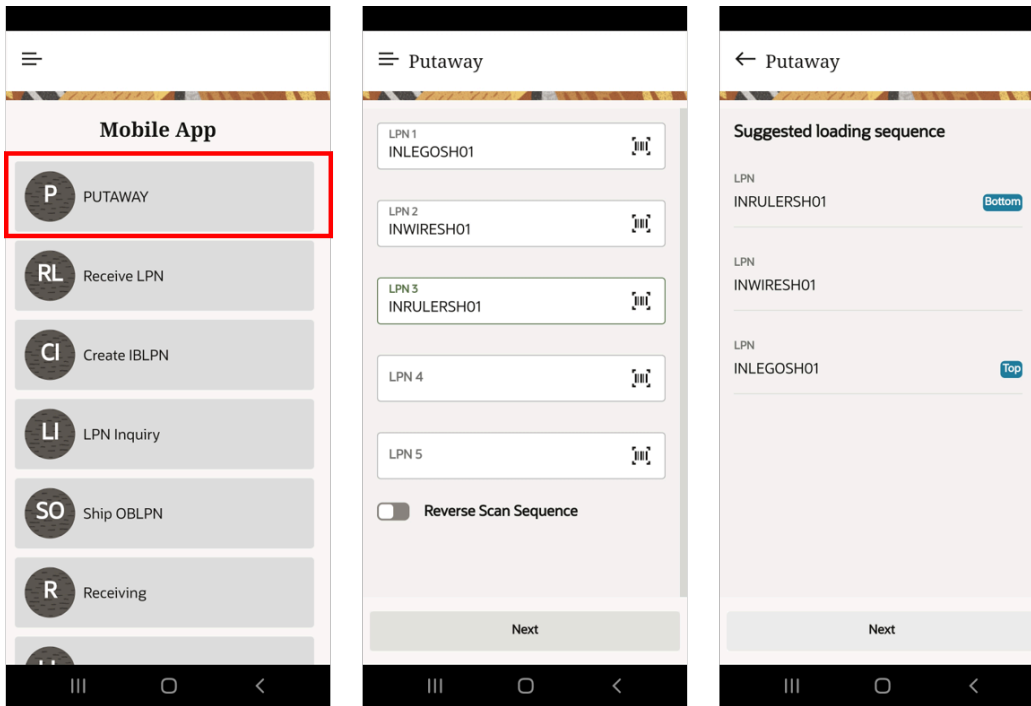 Mobile App
P PUTAWAY
RL Receive LPN
CI Create IBLPN
LI LPN Inquiry
SO Ship OBLPN
R Receiving
Putaway
LPN 1
INLEGOSH01
LPN 2
INWIRESH01
LPN 3
INRULERSH01
LPN 4
LPN 5
Reverse Scan Sequence
Next
Putaway
Suggested loading sequence
LPN
INRULERSH01 Bottom
LPN
INWIRESH01
LPN
INLEGOSH01 Top
Next